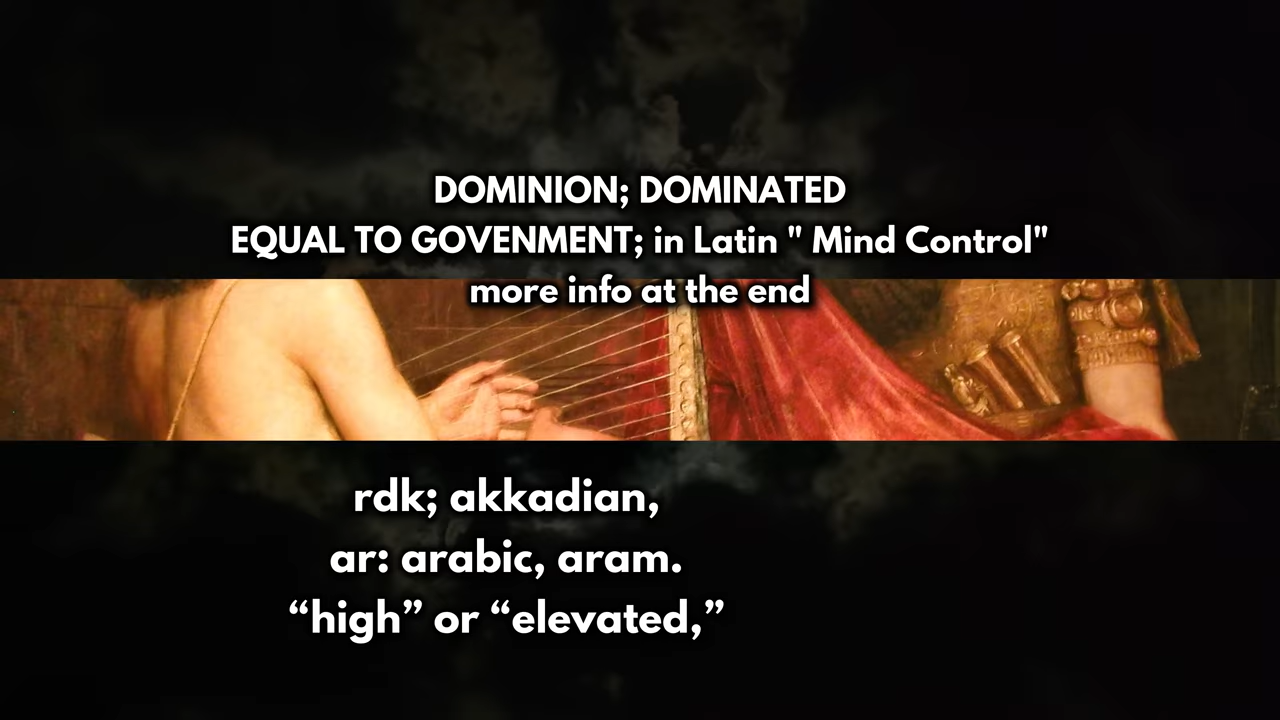 DOMINION; DOMINATED
EQUAL TO GOVENMENT; in Latin " Mind Control"
more info at the end
rdk; akkadian,
ar: arabic, aram.
“high” or “elevated,”